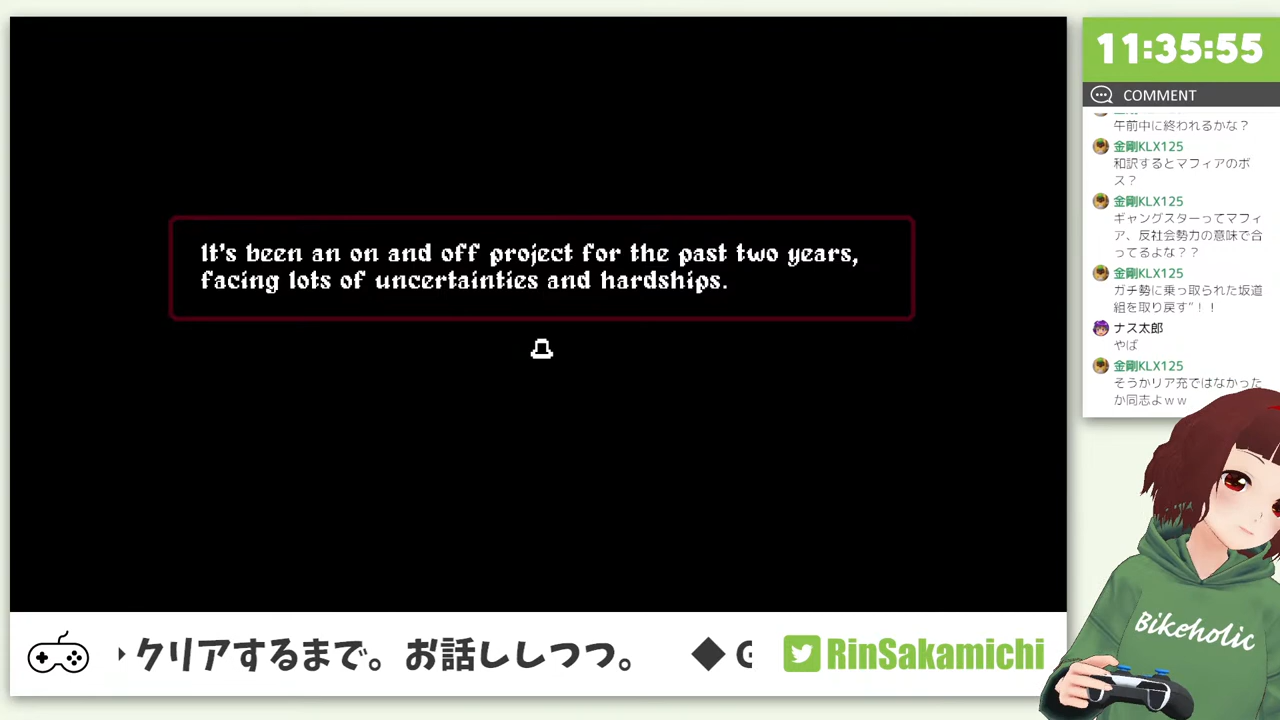 It's been an on and off project for the past two years,
facing lots of uncertainties and hardships.
11:35:55
COMMENT
午前中に終われるかな？
金剛KLX125
和訳するとマフィアのボ
ス？
金剛KLX125
ギャングスターってマフィ
ア、反社会勢力の意味で合
ってるよな？？
金剛KLX125
ガチ勢に乗っ取られた坂道
組を取り戻す”！！
ナス太郎
やば
金剛KLX125
そうかリア充ではなかった
か同志よｗｗ
Bikeholic
クリアするまで。お話ししつつ。 ◆ G
RinSakamichi